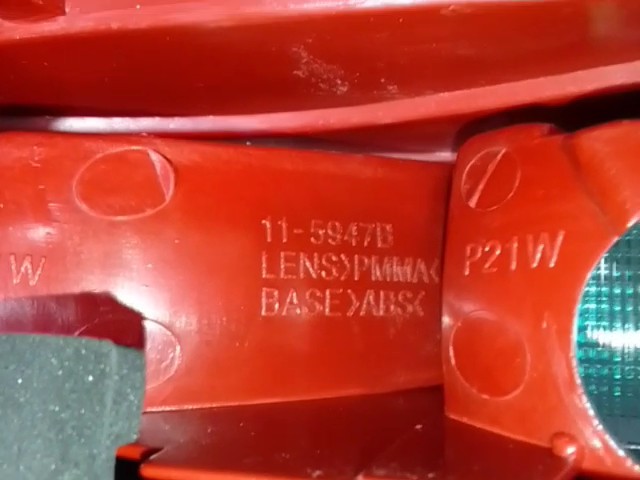 11-5947B
LENS>PMMA<
BASE>ABS<
P21W
W